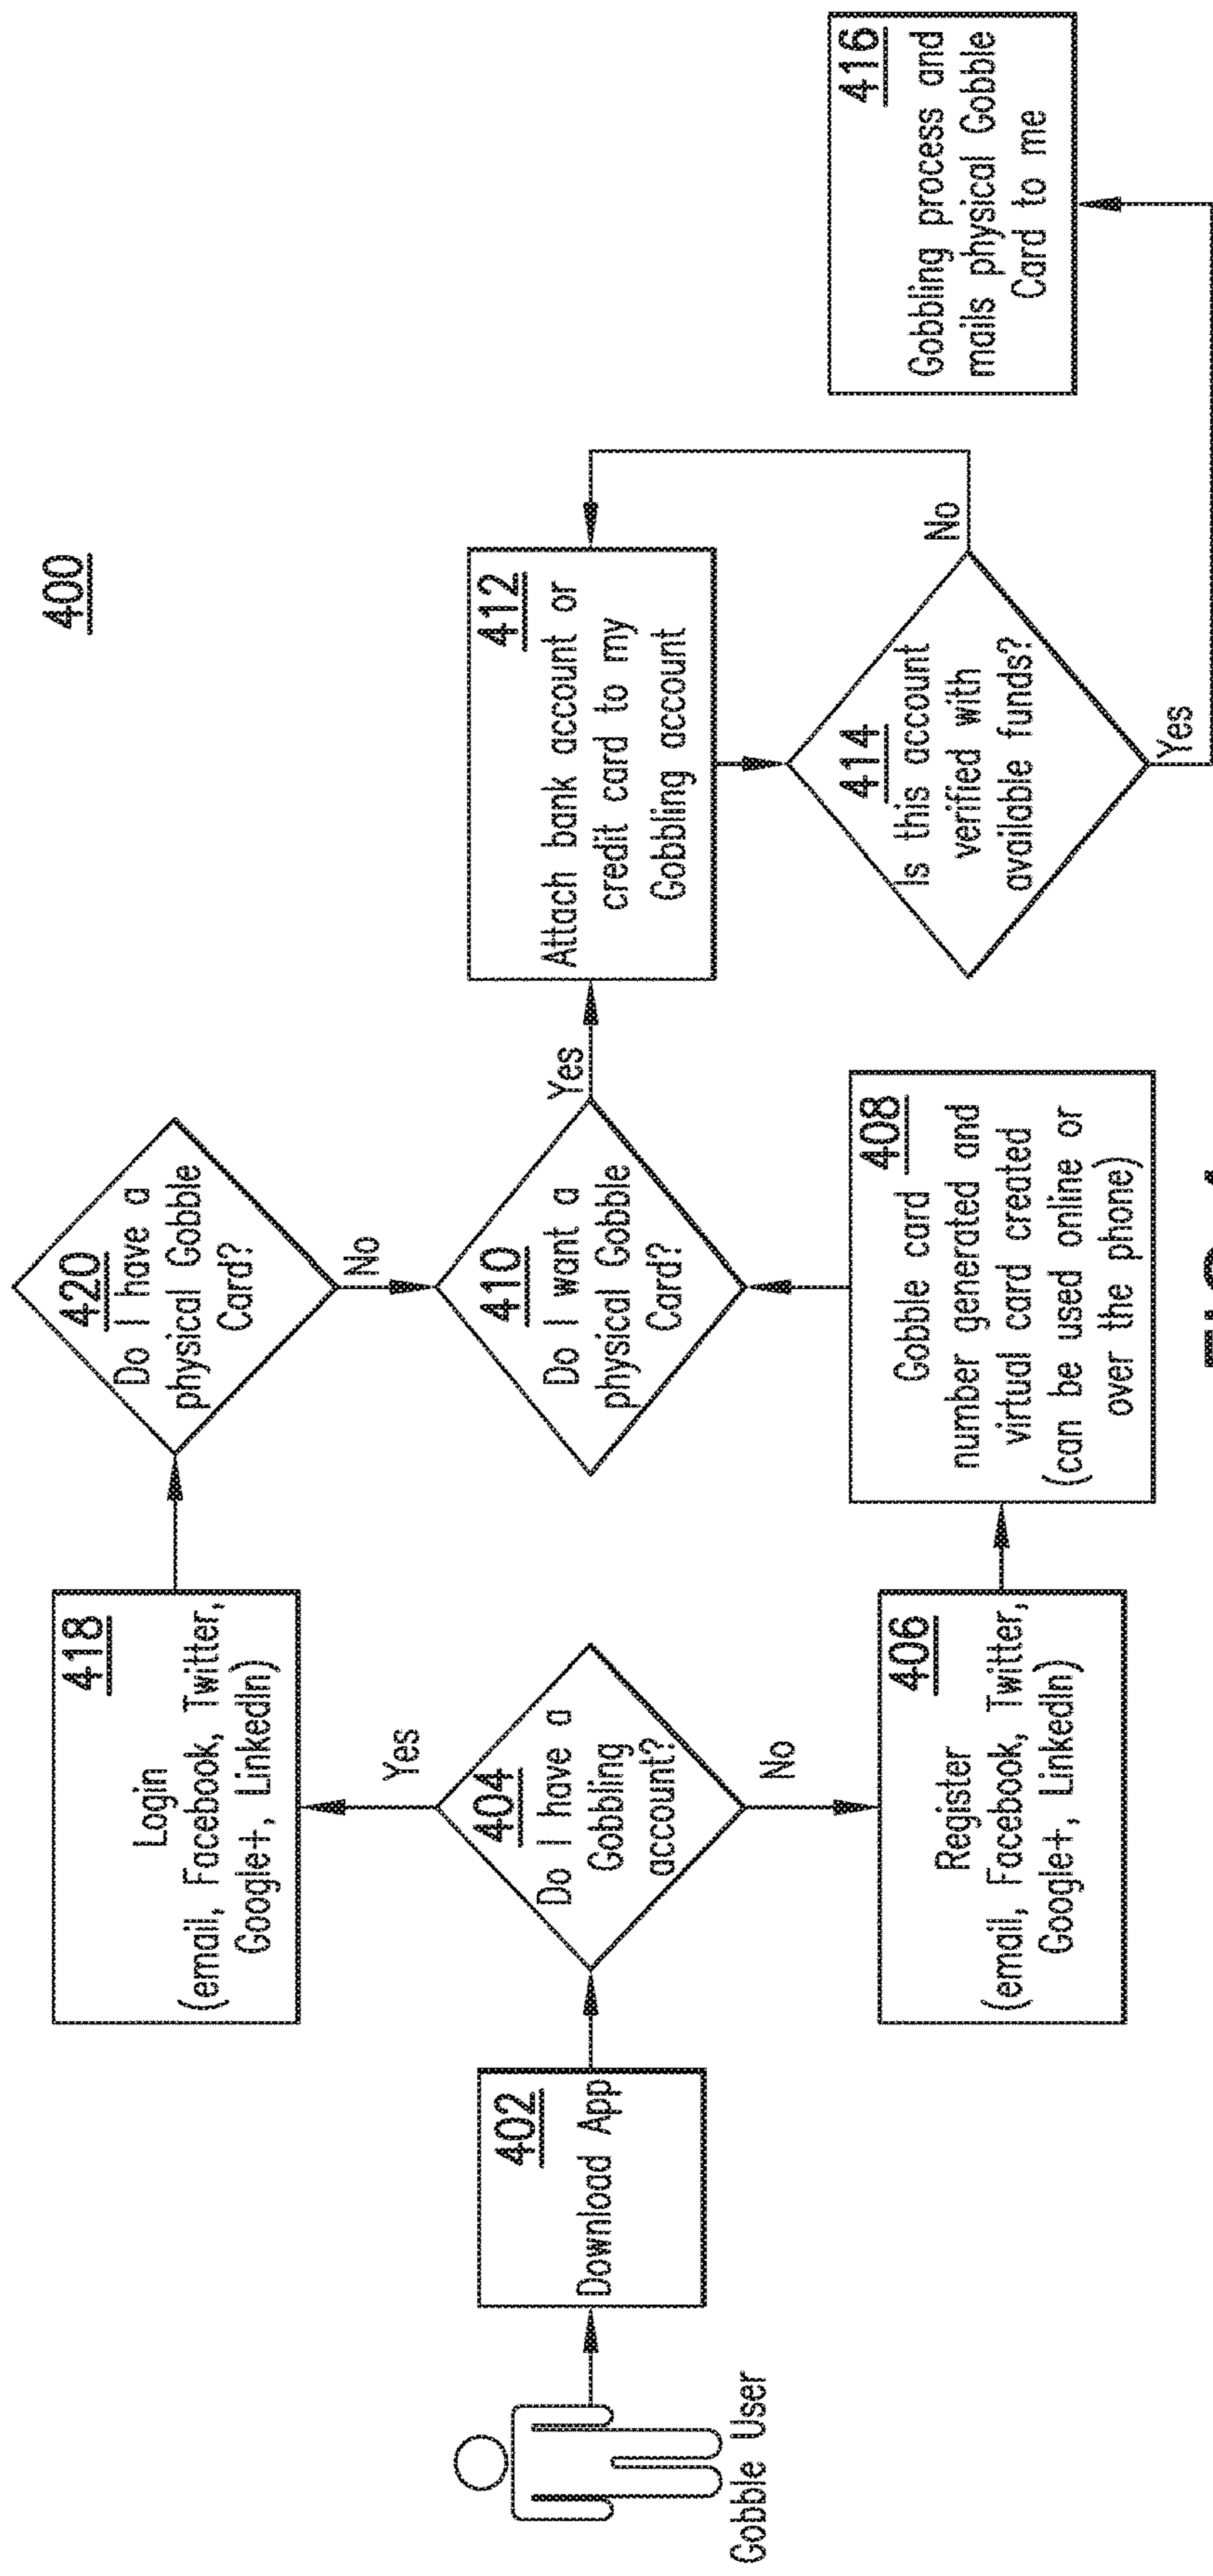 400
Gobble User
402
Download App
404
Do I have a
Gobbling
account?
Yes
No
418
Login
(email, Facebook, Twitter,
Google+, LinkedIn)
406
Register
(email, Facebook, Twitter,
Google+, LinkedIn)
420
Do I have a
physical Gobble
Card?
No
410
Do I want a
physical Gobble
Card?
Yes
408
Gobble card
number generated and
virtual card created
(can be used online or
over the phone)
412
Attach bank account or
credit card to my
Gobbling account
414
Is this account
verified with
available funds?
No
Yes
416
Gobbling process and
mails physical Gobble
Card to me